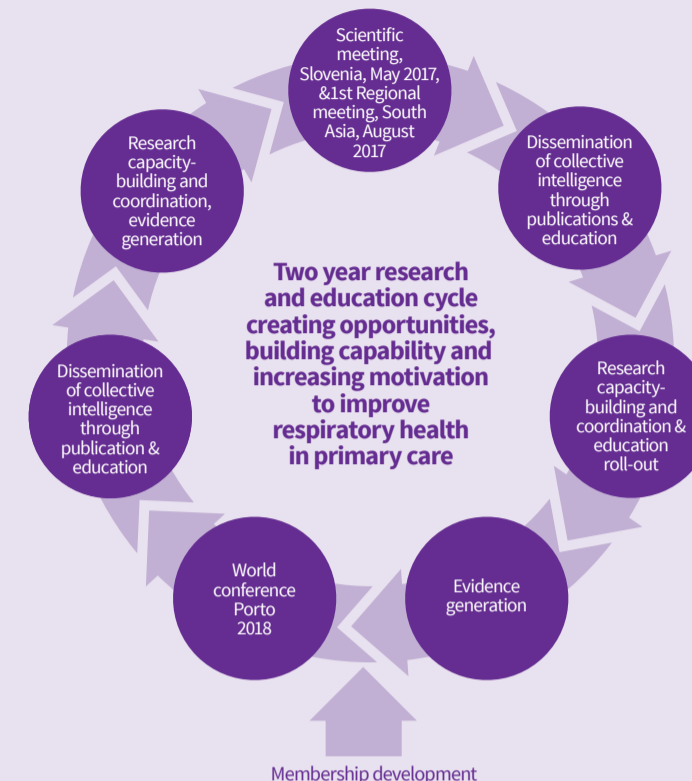 Scientific
meeting,
Slovenia, May 2017,
&1st Regional
meeting, South
Asia, August
2017
Dissemination
of collective
intelligence
through
publications &
education
Research
capacity-
building and
coordination &
education
roll-out
Evidence
generation
World
conference
Porto
2018
Dissemination
of collective
intelligence
through
publication &
education
Research
capacity-
building and
coordination,
evidence
generation
Two year research
and education cycle
creating opportunities,
building capability and
increasing motivation
to improve
respiratory health
in primary care
Membership development